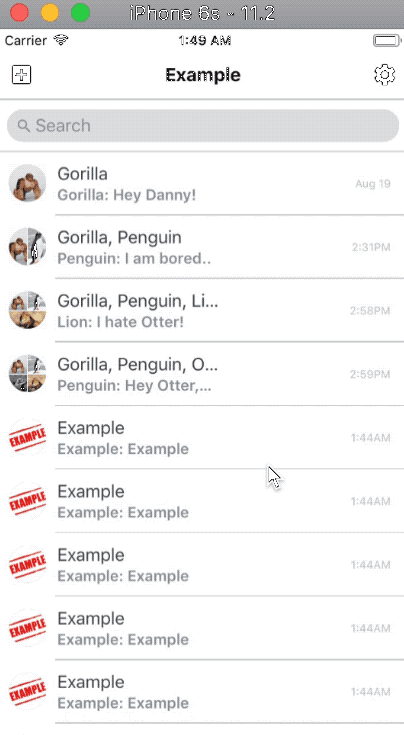 iPhone 6s - 11.2
Carrier 1:49 AM
Example
Search
Gorilla
Aug 19
Gorilla: Hey Danny!
Gorilla, Penguin
2:31PM
Penguin: I am bored..
Gorilla, Penguin, Li...
2:58PM
Lion: I hate Otter!
Gorilla, Penguin, O...
2:59PM
Penguin: Hey Otter,...
EXAMPLE
Example
1:44AM
Example: Example
EXAMPLE
Example
1:44AM
Example: Example
EXAMPLE
Example
1:44AM
Example: Example
EXAMPLE
Example
1:44AM
Example: Example
EXAMPLE
Example
1:44AM
Example: Example